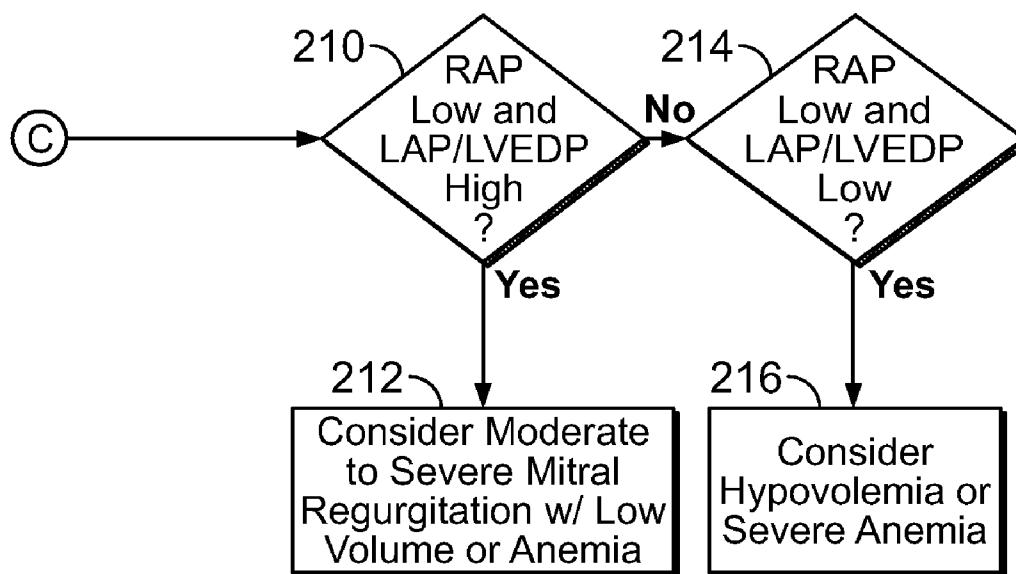 C
210
RAP
Low and
LAP/LVEDP
High
?
No
Yes
214
RAP
Low and
LAP/LVEDP
Low
?
Yes
212
Consider Moderate
to Severe Mitral
Regurgitation w/ Low
Volume or Anemia
216
Consider
Hypovolemia or
Severe Anemia